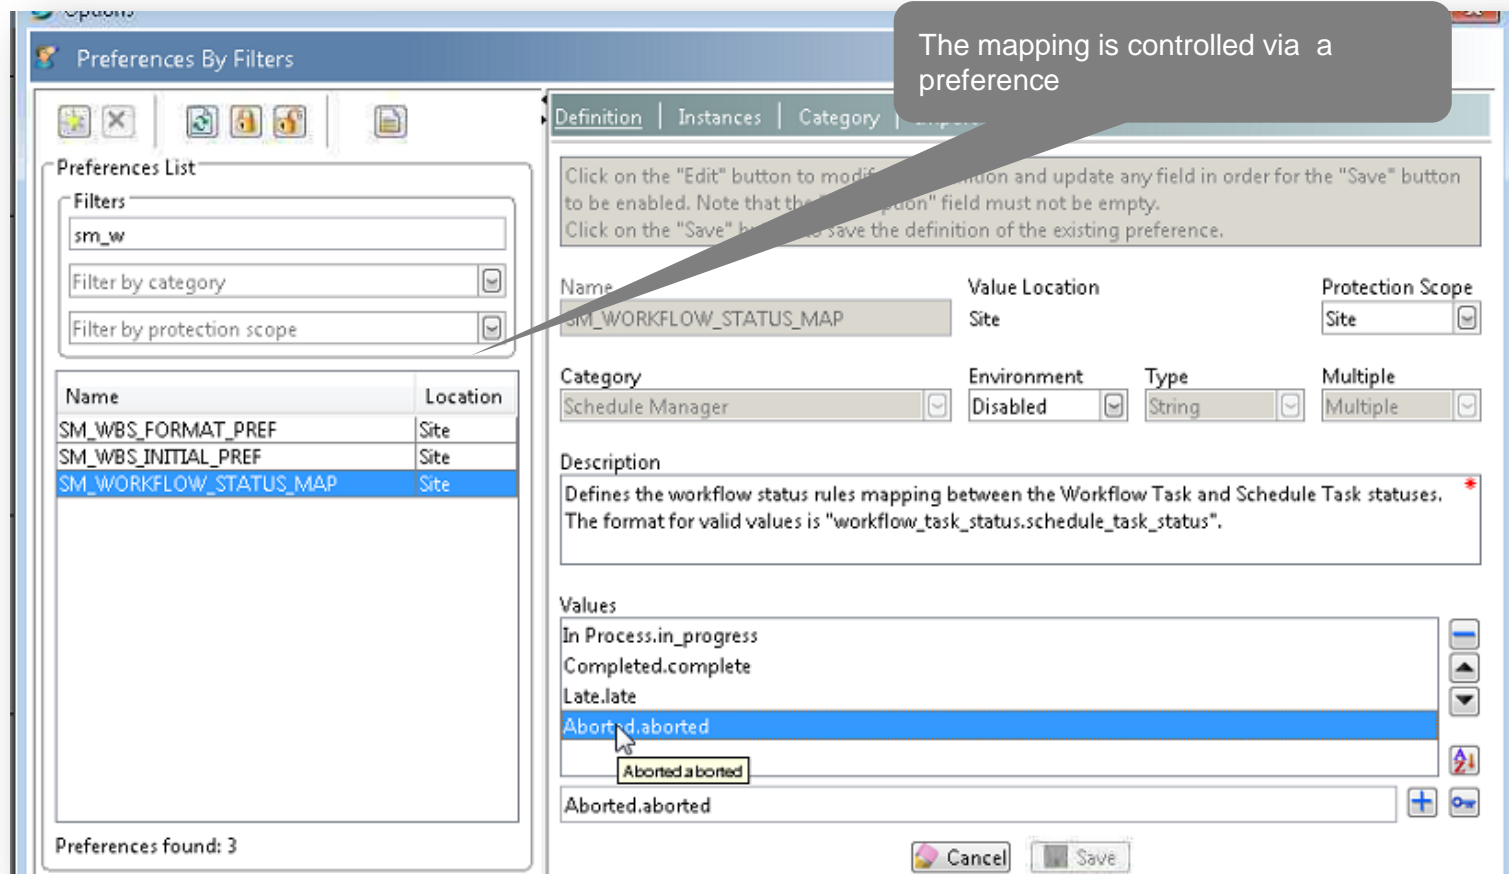 Options
Preferences By Filters
The mapping is controlled via a
preference
Definition
Instances
Category
Preferences List
Filters
sm_w
Filter by category
Filter by protection scope
Name
Location
SM_WBS_FORMAT_PREF
Site
SM_WBS_INITIAL_PREF
Site
SM_WORKFLOW_STATUS_MAP
Site
Preferences found: 3
Click on the "Edit" button to and update any field in order for the "Save" button
to be enabled. Note that the field must not be empty.
Click on the "Save" save the definition of the existing preference.
Name
SM_WORKFLOW_STATUS_MAP
Value Location
Site
Protection Scope
Site
Category
Schedule Manager
Environment
Disabled
Type
String
Multiple
Multiple
Description
Defines the workflow status rules mapping between the Workflow Task and Schedule Task statuses. *
The format for valid values is "workflow_task_status.schedule_task_status".
Values
In Process.in_progress
Completed.complete
Late.late
Aborted.aborted
Aborted.aborted
Aborted.aborted
Cancel
Save